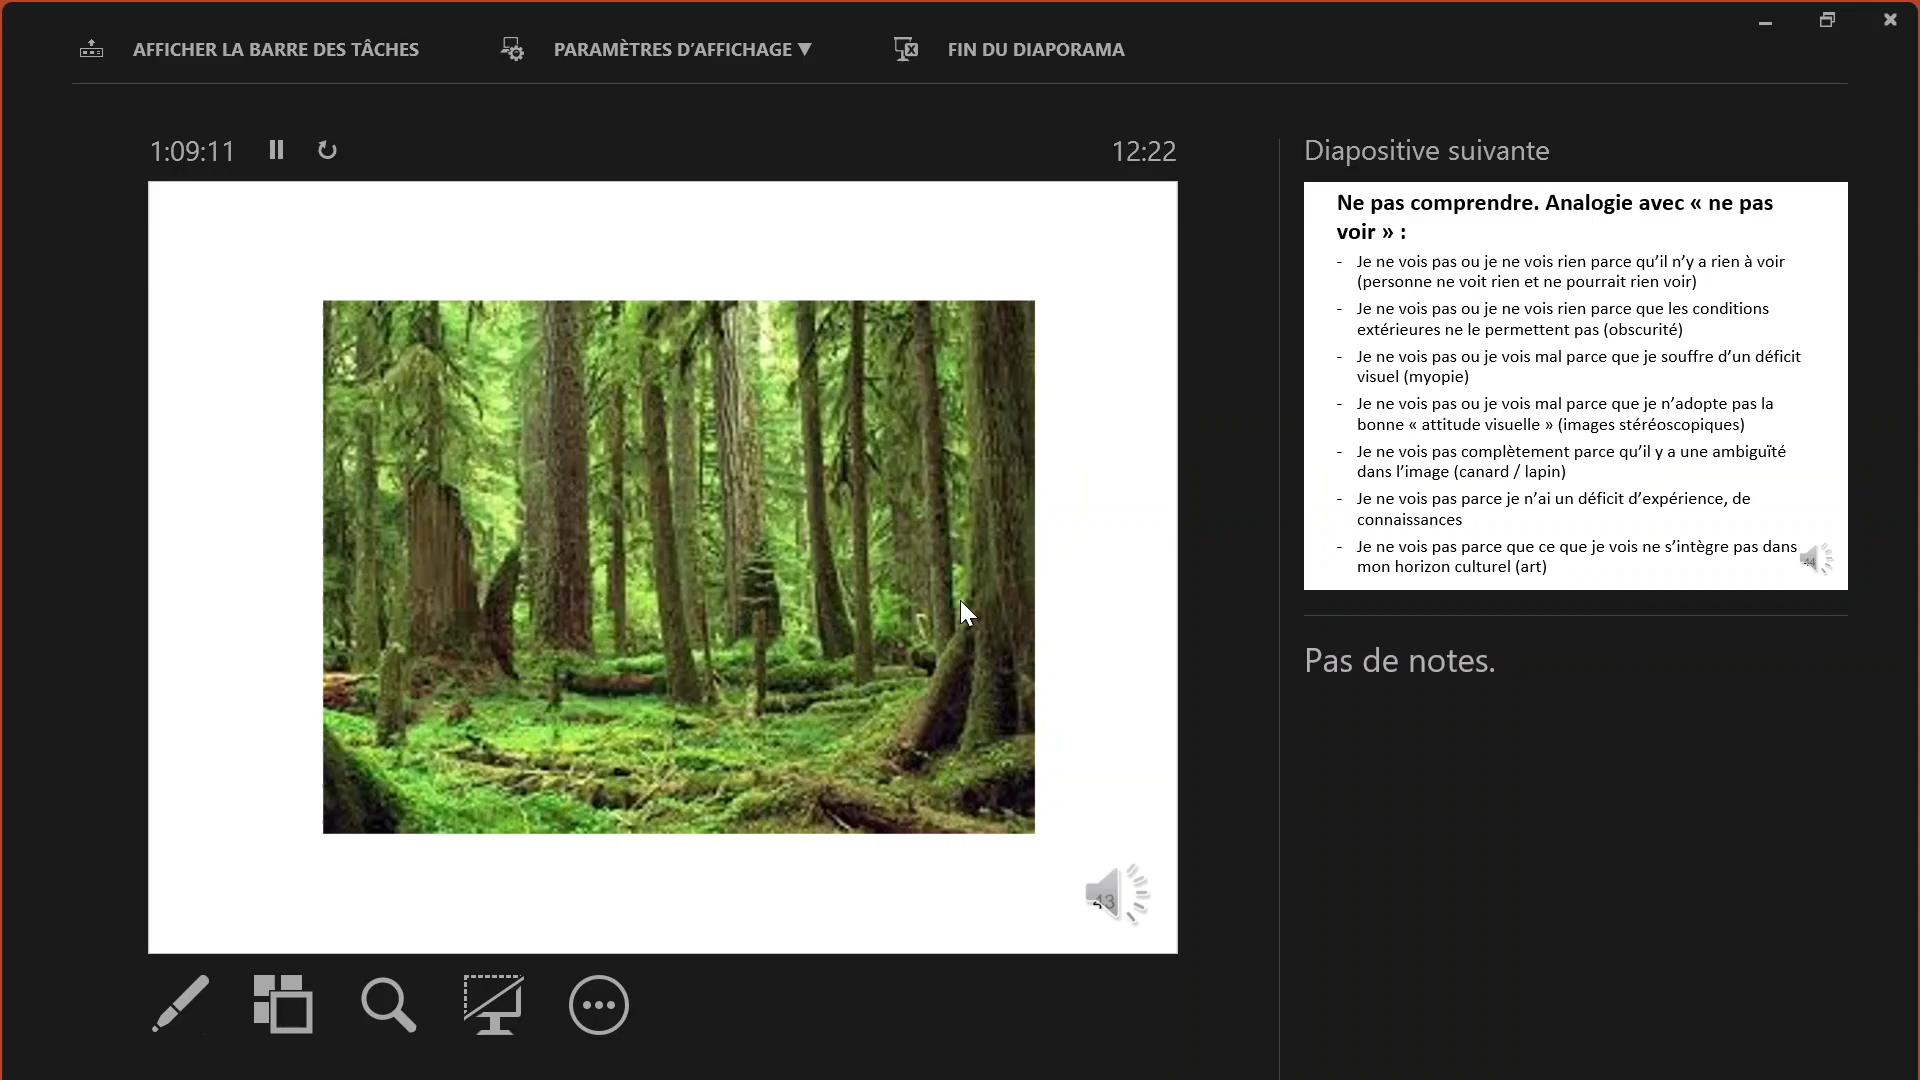 AFFICHER LA BARRE DES TÂCHES
PARAMÈTRES D'AFFICHAGE ▼
FIN DU DIAPORAMA
1:09:11
12:22
43
Diapositive suivante
Ne pas comprendre. Analogie avec « ne pas
voir » :
- Je ne vois pas ou je ne vois rien parce qu'il n'y a rien à voir
(personne ne voit rien et ne pourrait rien voir)
- Je ne vois pas ou je ne vois rien parce que les conditions
extérieures ne le permettent pas (obscurité)
- Je ne vois pas ou je vois mal parce que je souffre d'un déficit
visuel (myopie)
- Je ne vois pas ou je vois mal parce que je n'adopte pas la
bonne « attitude visuelle » (images stéréoscopiques)
- Je ne vois pas complètement parce qu'il y a une ambiguïté
dans l'image (canard / lapin)
- Je ne vois pas parce je n'ai un déficit d'expérience, de
connaissances
- Je ne vois pas parce que ce que je vois ne s'intègre pas dans
mon horizon culturel (art)
44
Pas de notes.